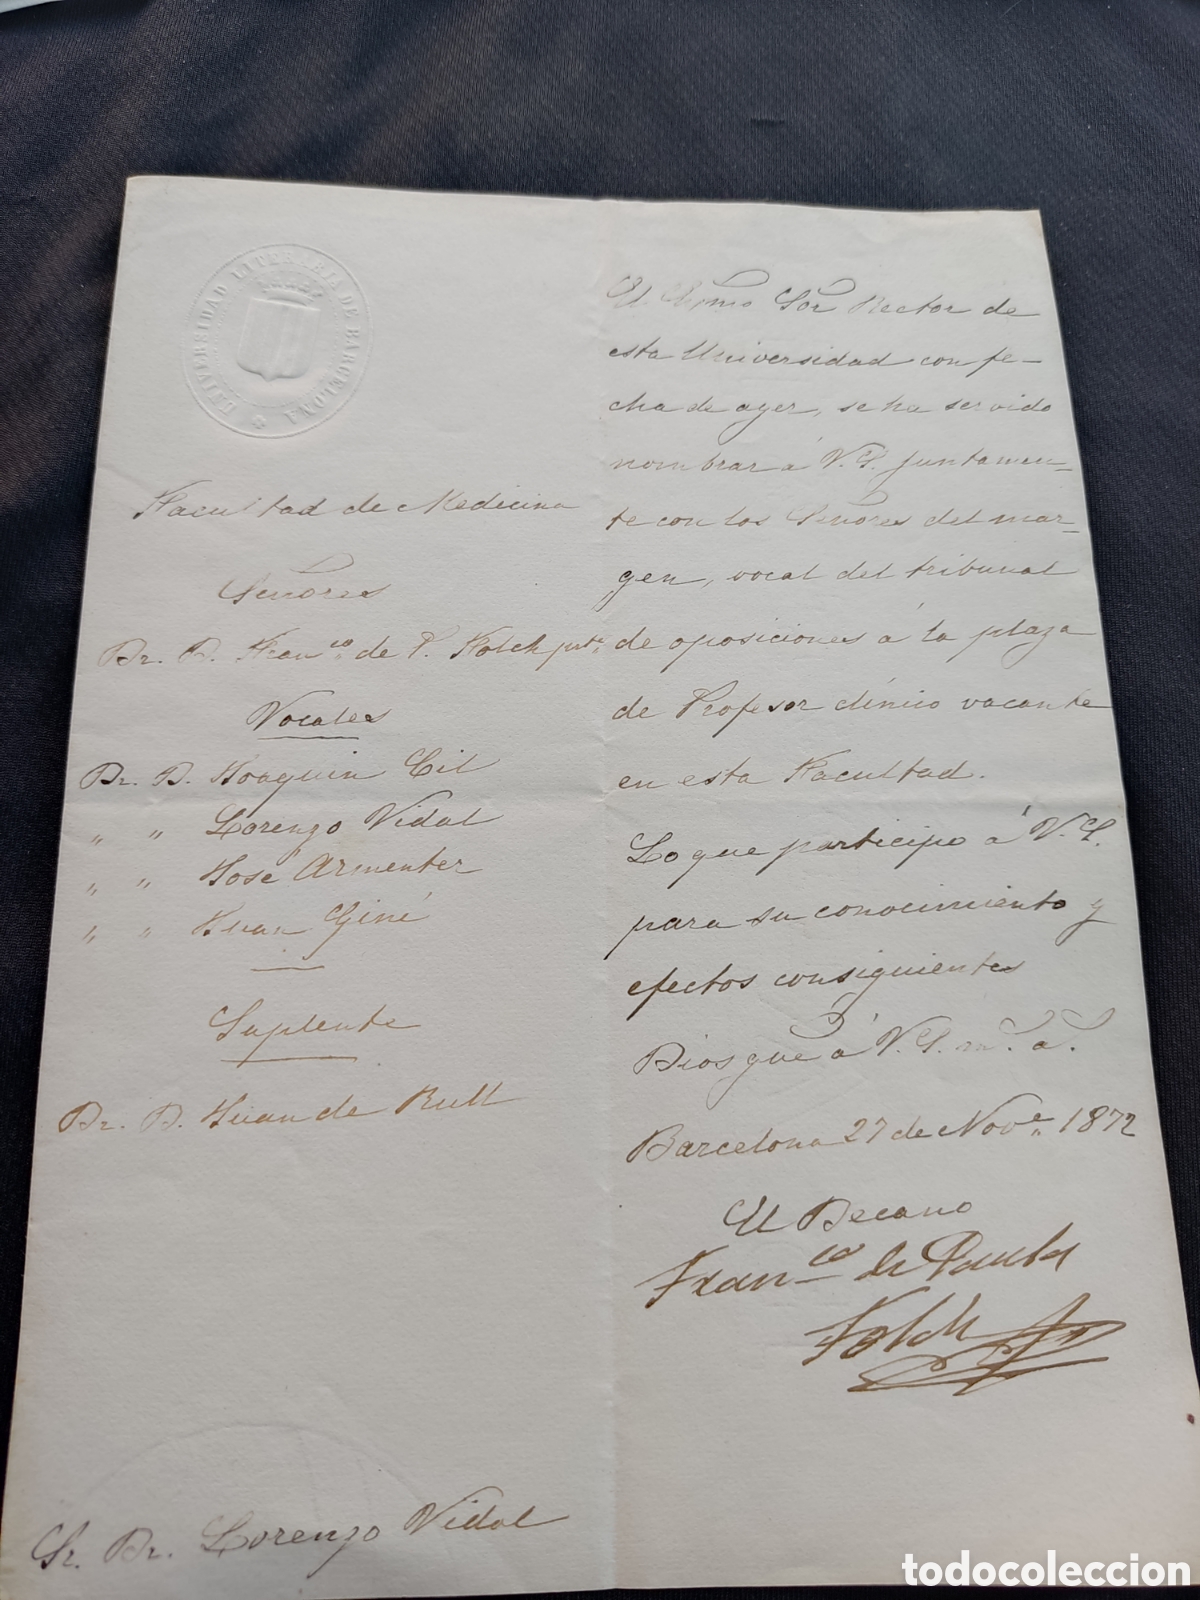 UNIVERSIDAD LITERARIA DE BARCELONA
Facultad de Medicina
Señores
Dr. D. Franco. de P. Folch pte.
Vocales
Dr. D. Joaquin Cil
" " Lorenzo Vidal
" " José Armenter
" " Juan Giné
Suplente
Dr. D. Juan de Rull
Sr. Dr. Lorenzo Vidal
El Exmo Sor Rector de
esta Universidad con fe-
cha de ayer, se ha servido
nombrar á V.S. juntamen-
te con los Señores del mar-
gen, vocal del tribunal
de oposiciones á la plaza
de Profesor clínico vacante
en esta Facultad.
Lo que participo á V.S.
para su conocimiento y
efectos consiguientes
Dios gue á V.S. ms. as.
Barcelona 27 de Nove. 1872
El Decano
Franco. de Paula
Folch
todocoleccion